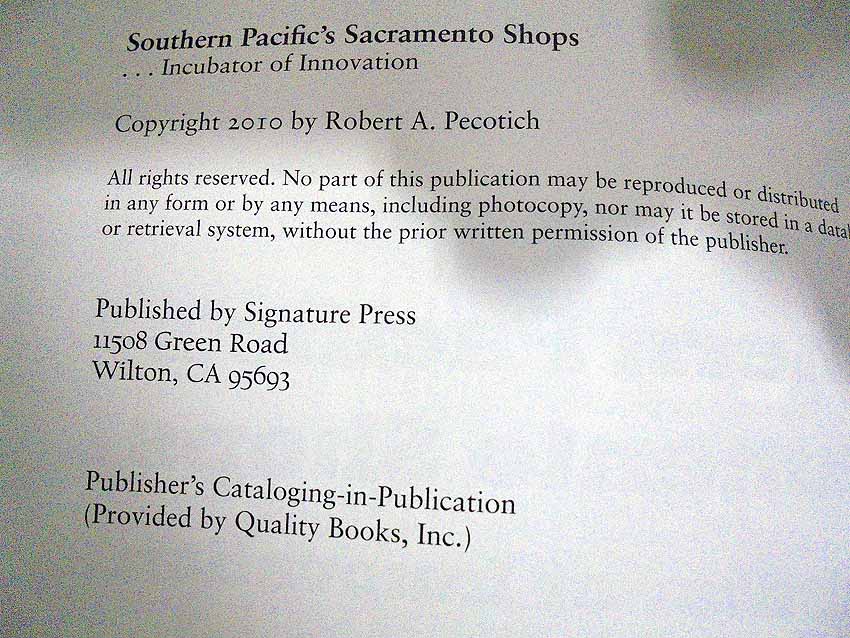 Southern Pacific's Sacramento Shops
. . . Incubator of Innovation
Copyright 2010 by Robert A. Pecotich
All rights reserved. No part of this publication may be reproduced or distributed
in any form or by any means, including photocopy, nor may it be stored in a
or retrieval system, without the prior written permission of the publisher.
Published by Signature Press
11508 Green Road
Wilton, CA 95693
Publisher's Cataloging-in-Publication
(Provided by Quality Books, Inc.)